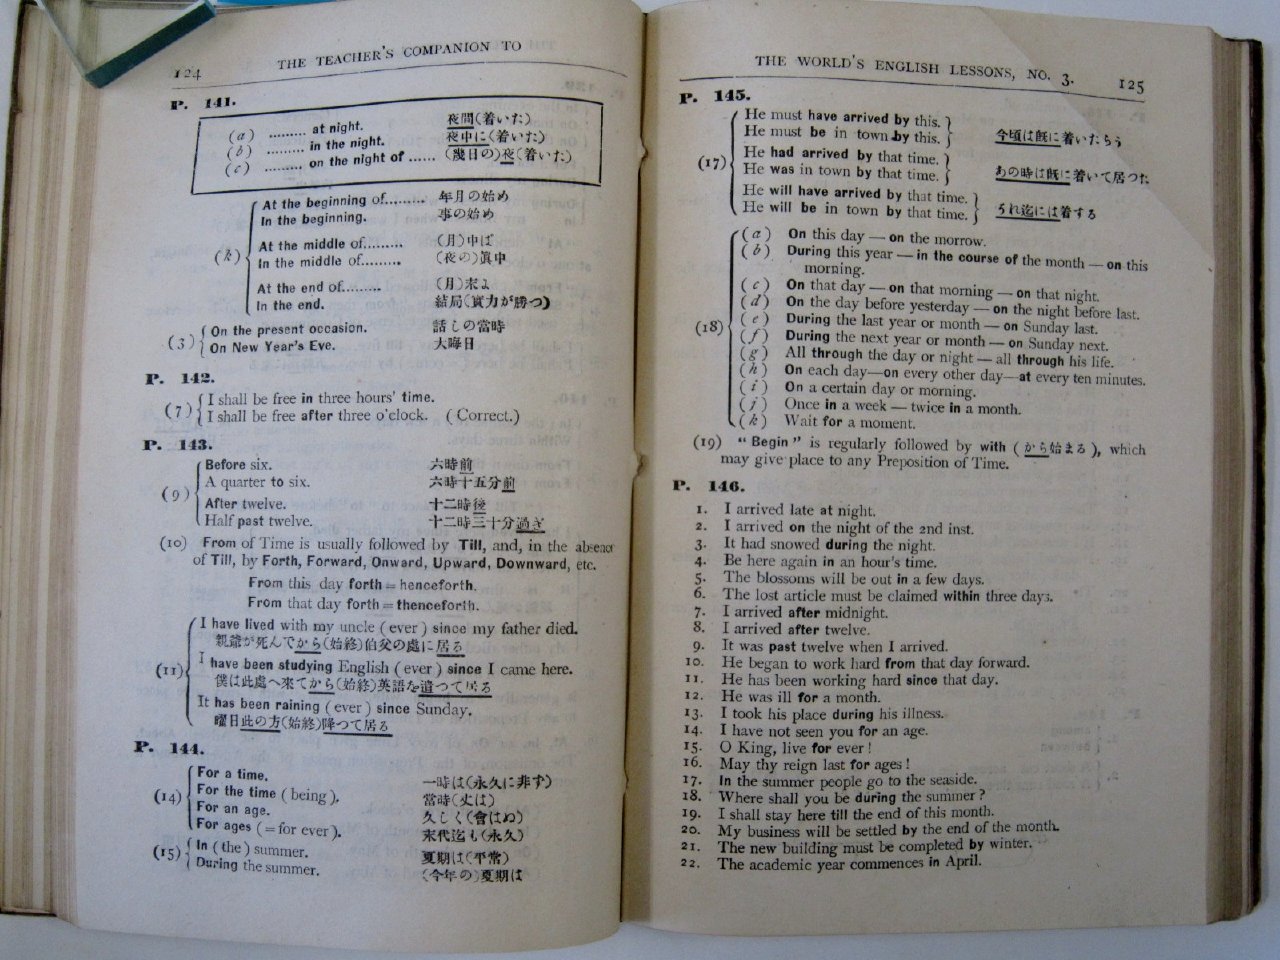 124
THE TEACHER'S COMPANION TO
P. 141.
(a) ......... at night. 夜間(着いた)
(b) ......... in the night. 夜中に(着いた)
(c) ......... on the night of ...... (幾日の)夜(着いた)
(k)
At the beginning of......... 年月の始め
In the beginning. 事の始め
At the middle of......... (月)中ば
In the middle of......... (夜の)眞中
At the end of......... (月)末よ
In the end. 結局(實力が勝つ)
(3)
On the present occasion. 話しの當時
On New Year's Eve. 大晦日
P. 142.
(7)
I shall be free in three hours' time.
I shall be free after three o'clock. (Correct.)
P. 143.
(9)
Before six. 六時前
A quarter to six. 六時十五分前
After twelve. 十二時後
Half past twelve. 十二時三十分過ぎ
(10) From of Time is usually followed by Till, and, in the absence
of Till, by Forth, Forward, Onward, Upward, Downward, etc.
From this day forth = henceforth.
From that day forth = thenceforth.
(11)
I have lived with my uncle (ever) since my father died.
親爺が死んでから(始終)伯父の處に居る
I have been studying English (ever) since I came here.
僕は此處へ來てから(始終)英語を遣つて居る
It has been raining (ever) since Sunday.
曜日此の方(始終)降つて居る
P. 144.
(14)
For a time. 一時は(永久に非ず)
For the time (being). 當時(丈は)
For an age. 久しく(會はぬ)
For ages (=for ever). 末代迄も(永久)
(15)
In (the) summer. 夏期は(平常)
During the summer. (今年の)夏期は
THE WORLD'S ENGLISH LESSONS, NO. 3.
125
P. 145.
(17)
He must have arrived by this.
He must be in town by this.
今頃は既に着いたらう
He had arrived by that time.
He was in town by that time.
あの時は既に着いて居つた
He will have arrived by that time.
He will be in town by that time.
それ迄には着する
(18)
(a) On this day — on the morrow.
(b) During this year — in the course of the month — on this
morning.
(c) On that day — on that morning — on that night.
(d) On the day before yesterday — on the night before last.
(e) During the last year or month — on Sunday last.
(f) During the next year or month — on Sunday next.
(g) All through the day or night — all through his life.
(h) On each day—on every other day—at every ten minutes.
(i) On a certain day or morning.
(j) Once in a week — twice in a month.
(k) Wait for a moment.
(19) "Begin" is regularly followed by with (から始まる), which
may give place to any Preposition of Time.
P. 146.
1. I arrived late at night.
2. I arrived on the night of the 2nd inst.
3. It had snowed during the night.
4. Be here again in an hour's time.
5. The blossoms will be out in a few days.
6. The lost article must be claimed within three days.
7. I arrived after midnight.
8. I arrived after twelve.
9. It was past twelve when I arrived.
10. He began to work hard from that day forward.
11. He has been working hard since that day.
12. He was ill for a month.
13. I took his place during his illness.
14. I have not seen you for an age.
15. O King, live for ever!
16. May thy reign last for ages!
17. In the summer people go to the seaside.
18. Where shall you be during the summer?
19. I shall stay here till the end of this month.
20. My business will be settled by the end of the month.
21. The new building must be completed by winter.
22. The academic year commences in April.